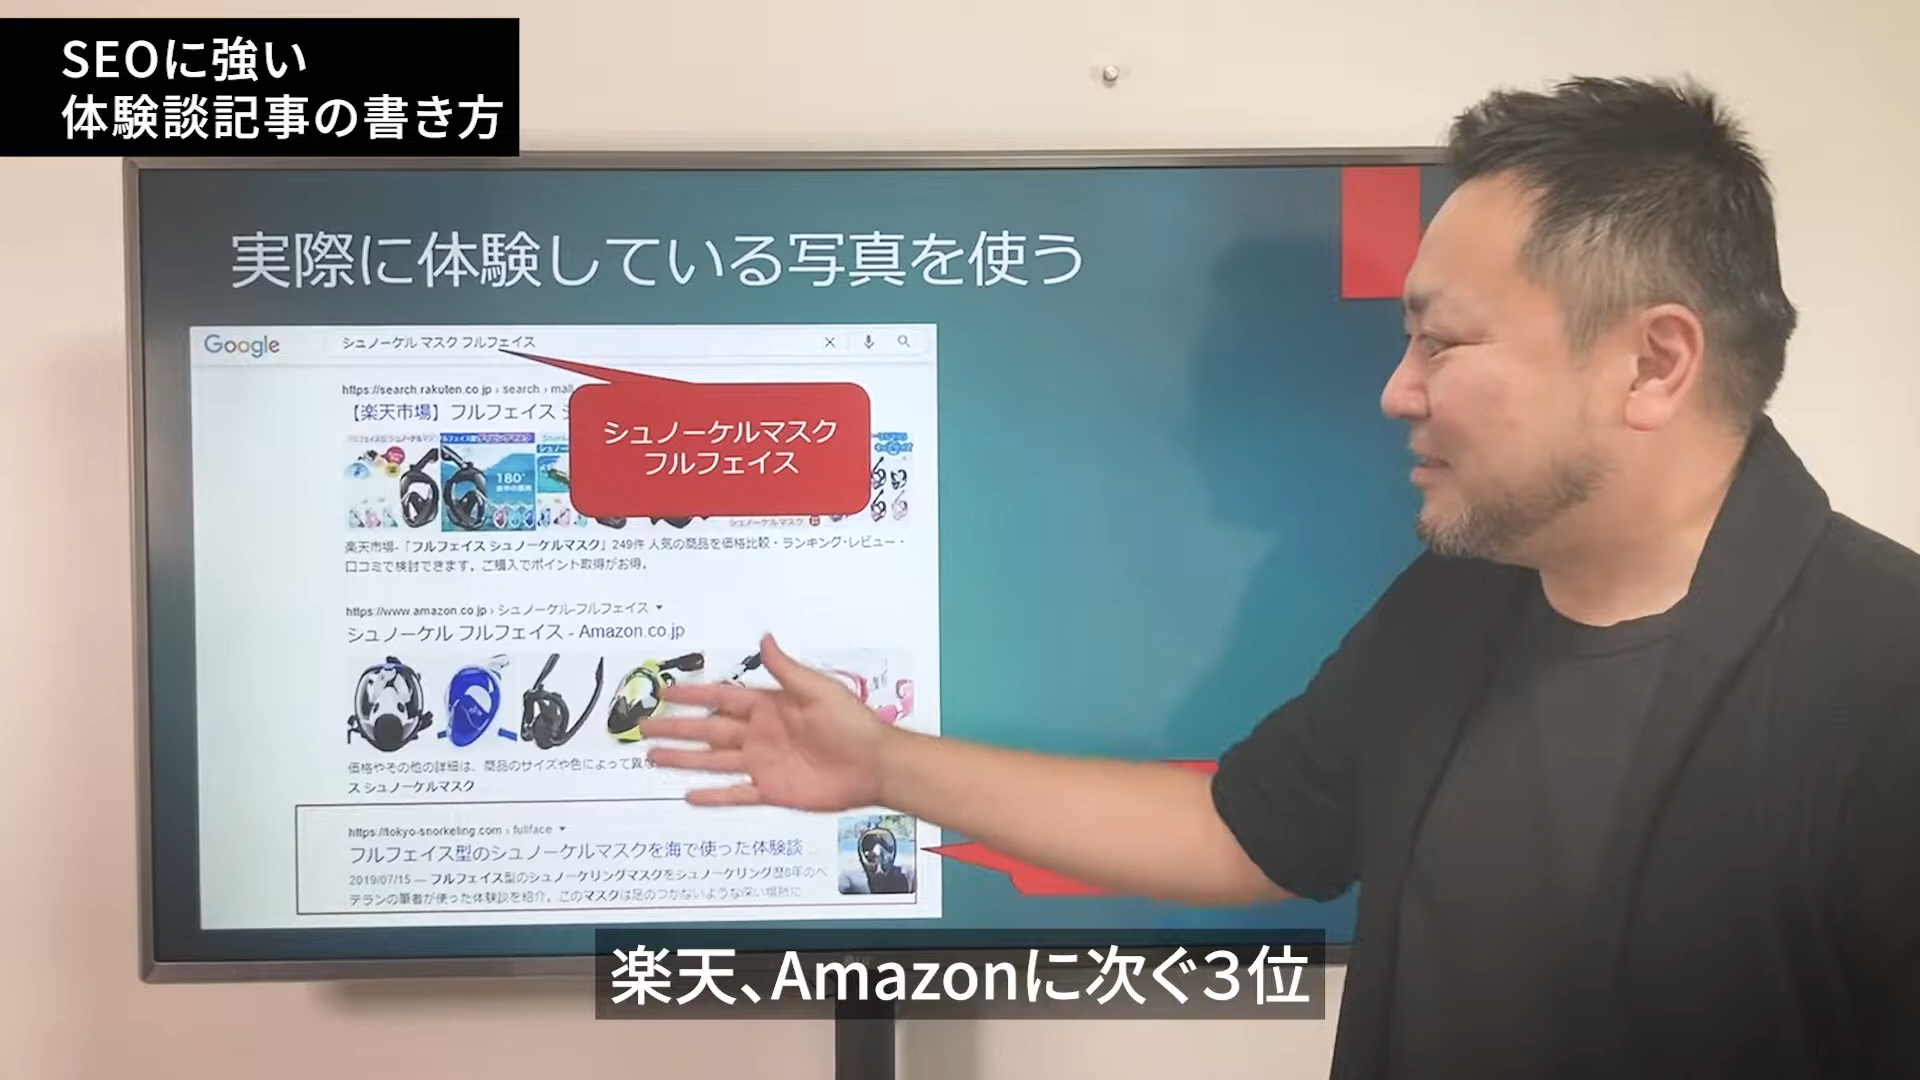 SEOに強い
体験談記事の書き方
実際に体験している写真を使う
Google
シュノーケル マスク フルフェイス
https://search.rakuten.co.jp › search › mall
【楽天市場】フルフェイス
シュノーケルマスク
フルフェイス
180°
シュノーケルマスク
楽天市場-「フルフェイス シュノーケルマスク」249件 人気の商品を価格比較・ランキング・レビュー・
口コミで検討できます。ご購入でポイント取得がお得。
https://www.amazon.co.jp › シュノーケル-フルフェイス
シュノーケル フルフェイス - Amazon.co.jp
価格やその他の詳細は、商品のサイズや色によって異な
ス シュノーケルマスク
https://tokyo-snorkeling.com › fullface
フルフェイス型のシュノーケルマスクを海で使った体験談 ...
2019/07/15 — フルフェイス型のシュノーケリングマスクをシュノーケリング歴8年のベ
テランの筆者が使った体験談を紹介。このマスクは足のつかないような深い場所に
楽天、Amazonに次ぐ3位